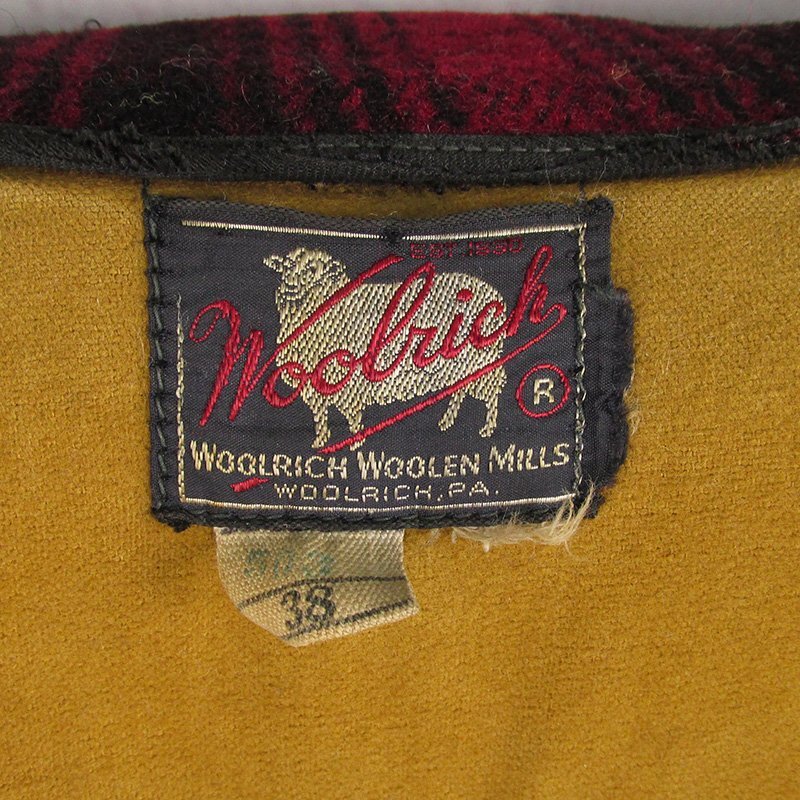 EST. 1830
Woolrich
R
WOOLRICH WOOLEN MILLS
WOOLRICH, PA.
38